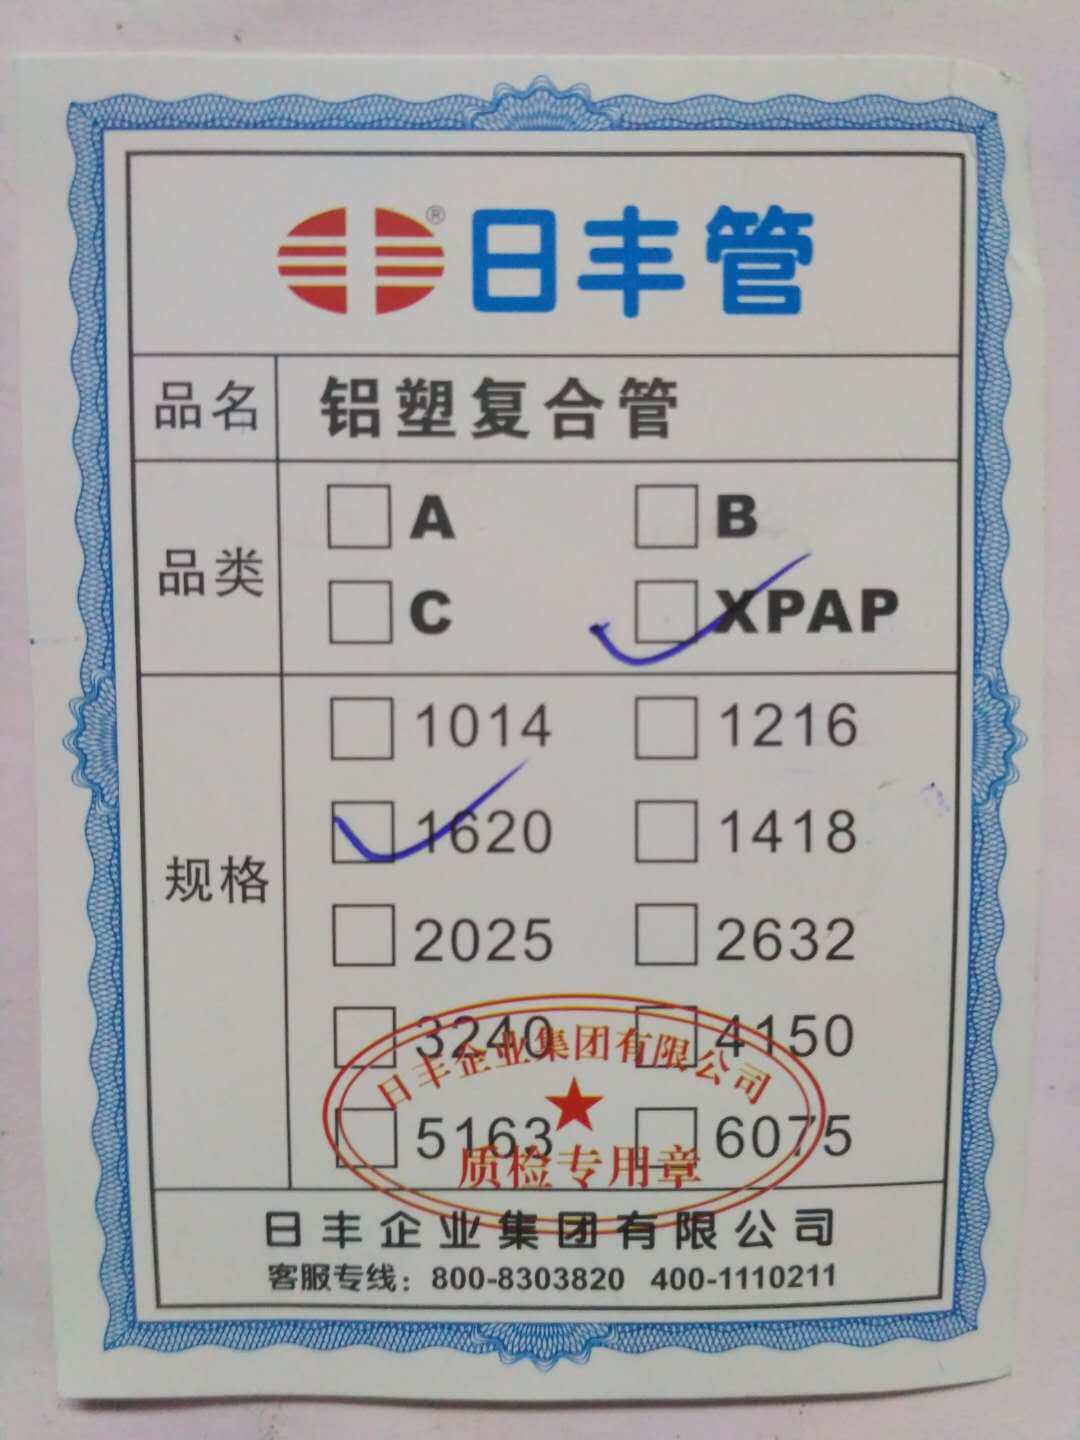 ®日丰管
品名 铝塑复合管
品类
A B
C XPAP
规格
1014 1216
1620 1418
2025 2632
3240 4150
5163 6075
日丰企业集团有限公司
质检专用章
日丰企业集团有限公司
客服专线：800-8303820 400-1110211